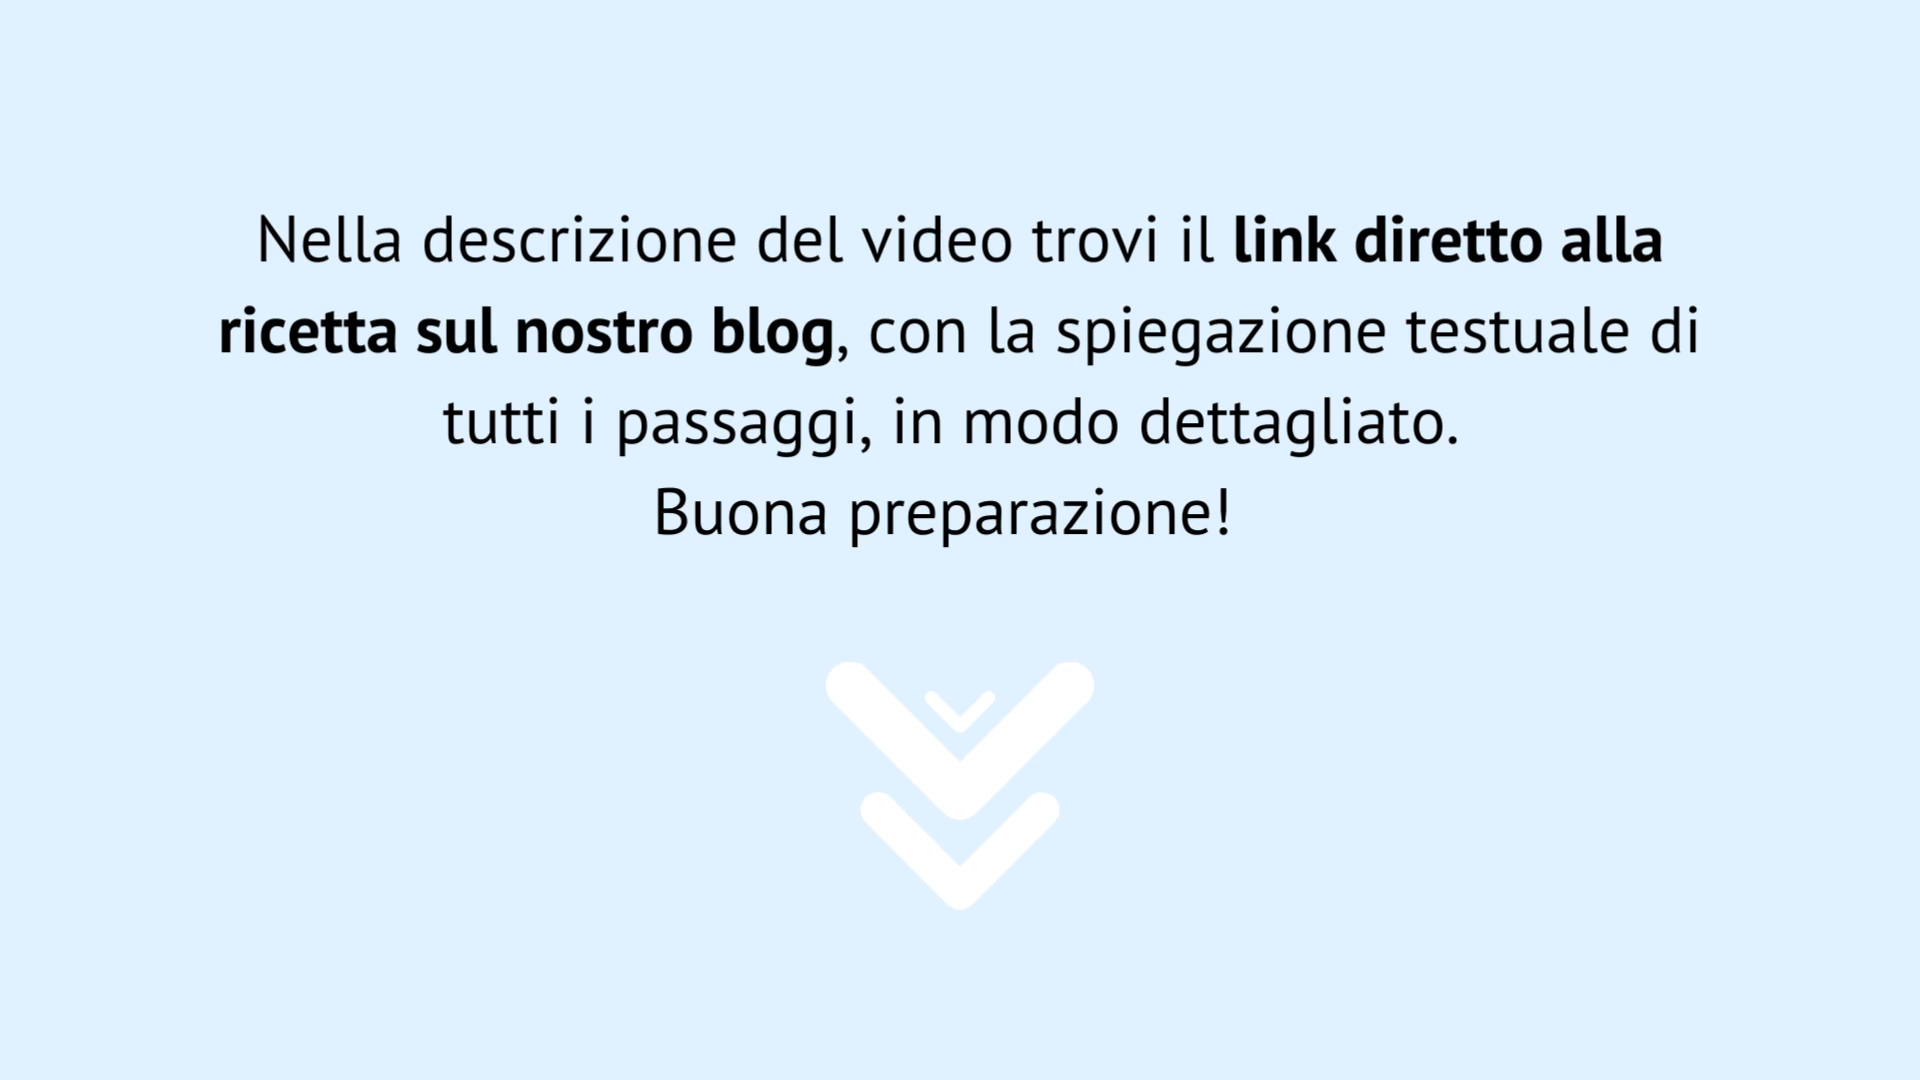 Nella descrizione del video trovi il link diretto alla
ricetta sul nostro blog, con la spiegazione testuale di
tutti i passaggi, in modo dettagliato.
Buona preparazione!